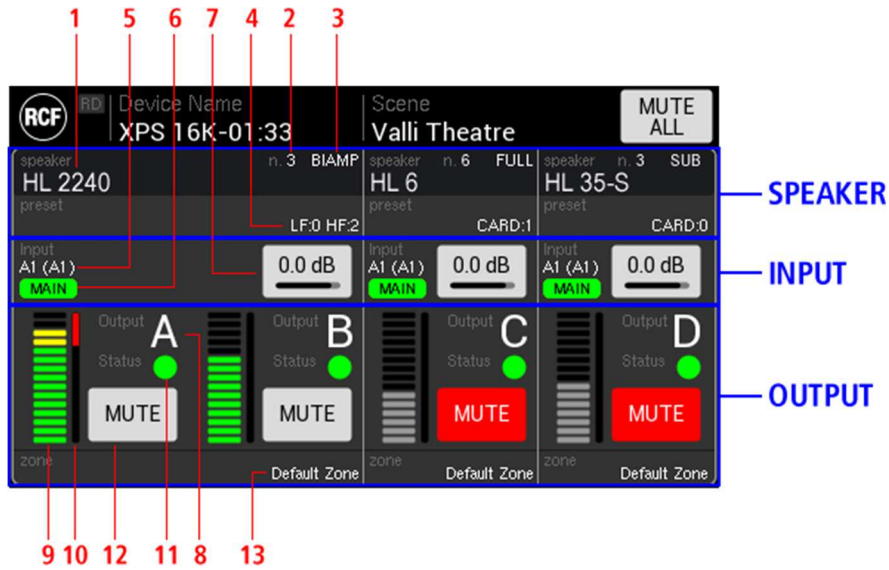 1 5 6 7 4 2 3
RCF RD Device Name Scene MUTE
XPS 16K-01:33 Valli Theatre ALL
speaker n. 3 BIAMP speaker n. 6 FULL speaker n. 3 SUB
HL 2240 HL 6 HL 35-S
SPEAKER
preset preset preset
LF:0 HF:2 CARD:1 CARD:0
Input Input Input
A1 (A1) 0.0 dB A1 (A1) 0.0 dB A1 (A1) 0.0 dB
INPUT
MAIN MAIN MAIN
Output A Output B Output C Output D
Status Status Status Status
OUTPUT
MUTE MUTE MUTE MUTE
zone zone zone
Default Zone Default Zone Default Zone
9 10 12 11 8 13